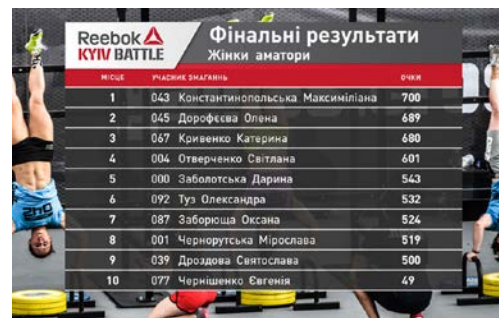 Reebok
KYIV BATTLE
Фінальні результати
Жінки аматори
МІСЦЕ УЧАСНИК ЗМАГАННЬ ОЧКИ
1 043 Константинопольська Максиміліана 700
2 045 Дорофєєва Олена 689
3 067 Кривенко Катерина 680
4 004 Отверченко Світлана 601
5 000 Заболотська Дарина 543
6 092 Туз Олександра 532
7 087 Заборюща Оксана 524
8 001 Чернорутська Мірослава 519
9 039 Дроздова Святослава 500
10 077 Чернішенко Євгенія 49